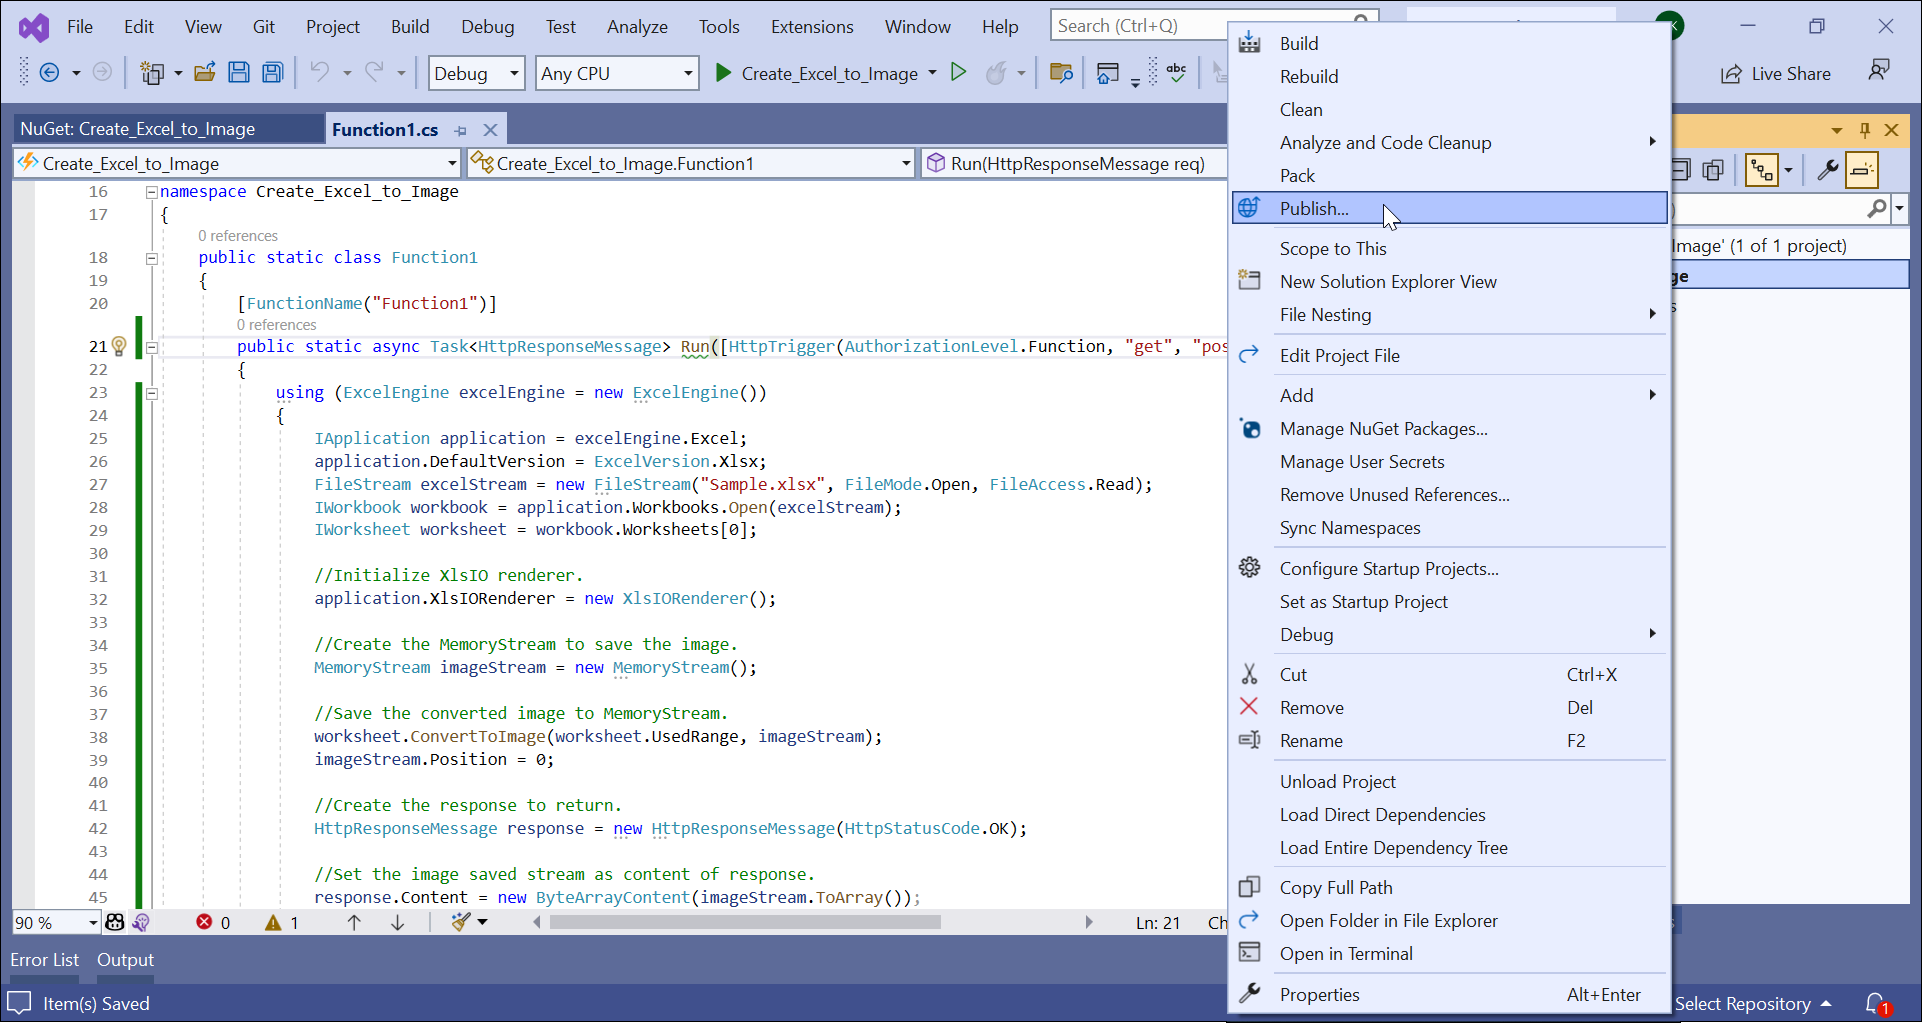 File Edit View Git Project Build Debug Test Analyze Tools Extensions Window Help Search (Ctrl+Q)
Debug Any CPU Create_Excel_to_Image abc Live Share
NuGet: Create_Excel_to_Image Function1.cs
Create_Excel_to_Image Create_Excel_to_Image.Function1 Run(HttpResponseMessage req)
16 namespace Create_Excel_to_Image
17 {
0 references
18 public static class Function1
19 {
20 [FunctionName("Function1")]
0 references
21 public static async Task<HttpResponseMessage> Run([HttpTrigger(AuthorizationLevel.Function, "get", "pos
22 {
23 using (ExcelEngine excelEngine = new ExcelEngine())
24 {
25 IApplication application = excelEngine.Excel;
26 application.DefaultVersion = ExcelVersion.Xlsx;
27 FileStream excelStream = new FileStream("Sample.xlsx", FileMode.Open, FileAccess.Read);
28 IWorkbook workbook = application.Workbooks.Open(excelStream);
29 IWorksheet worksheet = workbook.Worksheets[0];
30
31 //Initialize XlsIO renderer.
32 application.XlsIORenderer = new XlsIORenderer();
33
34 //Create the MemoryStream to save the image.
35 MemoryStream imageStream = new MemoryStream();
36
37 //Save the converted image to MemoryStream.
38 worksheet.ConvertToImage(worksheet.UsedRange, imageStream);
39 imageStream.Position = 0;
40
41 //Create the response to return.
42 HttpResponseMessage response = new HttpResponseMessage(HttpStatusCode.OK);
43
44 //Set the image saved stream as content of response.
45 response.Content = new ByteArrayContent(imageStream.ToArray());
90 % 0 1 Ln: 21 Ch
Error List Output
Item(s) Saved
Build
Rebuild
Clean
Analyze and Code Cleanup
Pack
Publish...
Scope to This
New Solution Explorer View
File Nesting
Edit Project File
Add
Manage NuGet Packages...
Manage User Secrets
Remove Unused References...
Sync Namespaces
Configure Startup Projects...
Set as Startup Project
Debug
Cut Ctrl+X
Remove Del
Rename F2
Unload Project
Load Direct Dependencies
Load Entire Dependency Tree
Copy Full Path
Open Folder in File Explorer
Open in Terminal
Properties Alt+Enter
)
Image' (1 of 1 project)
ge
s
Select Repository 1